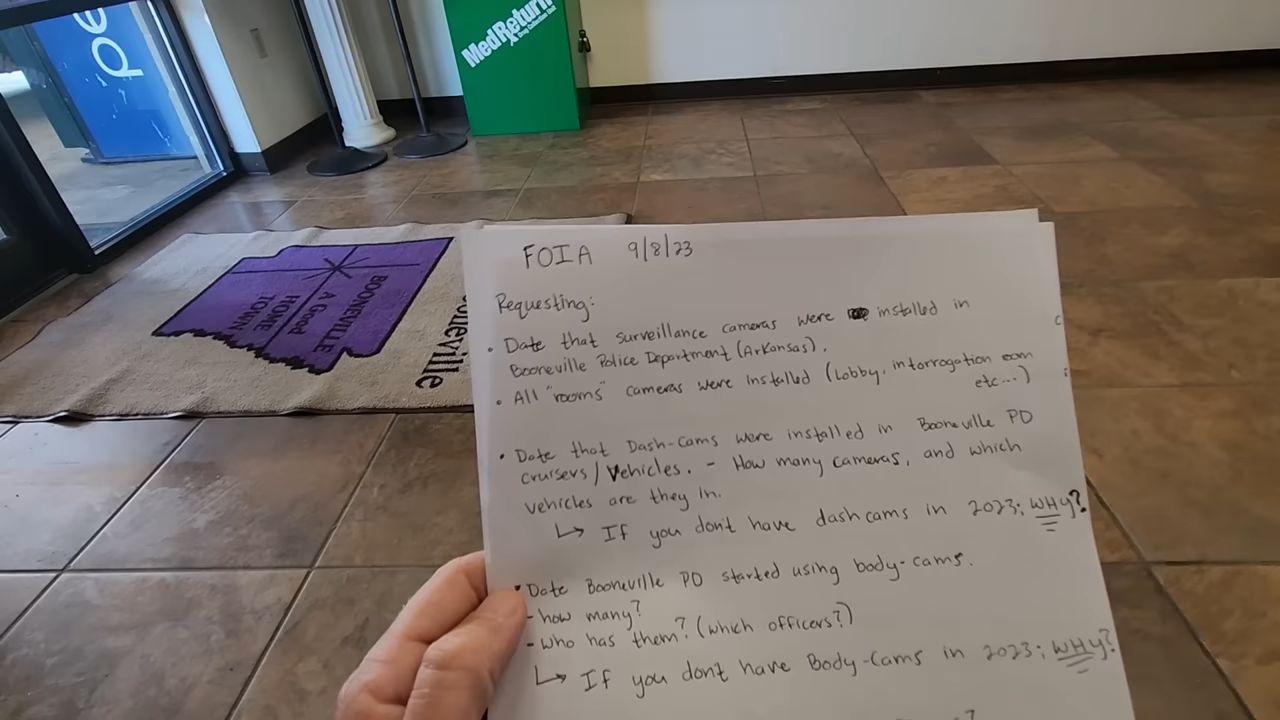 MedReturn
BOONEVILLE
A Good
HOME
TOWN
FOIA 9/8/23
Requesting:
• Date that surveillance cameras were installed in
Booneville Police Department (Arkansas).
• All "rooms" cameras were installed (Lobby, interrogation room
etc...)
• Date that Dash-Cams were installed in Booneville PD
cruisers/vehicles. - How many cameras, and which
vehicles are they in.
↳ If you dont have dashcams in 2023; WHY?
• Date Booneville PD started using body-cams.
- how many?
- who has them? (which officers?)
↳ If you dont have Body-Cams in 2023; WHY?